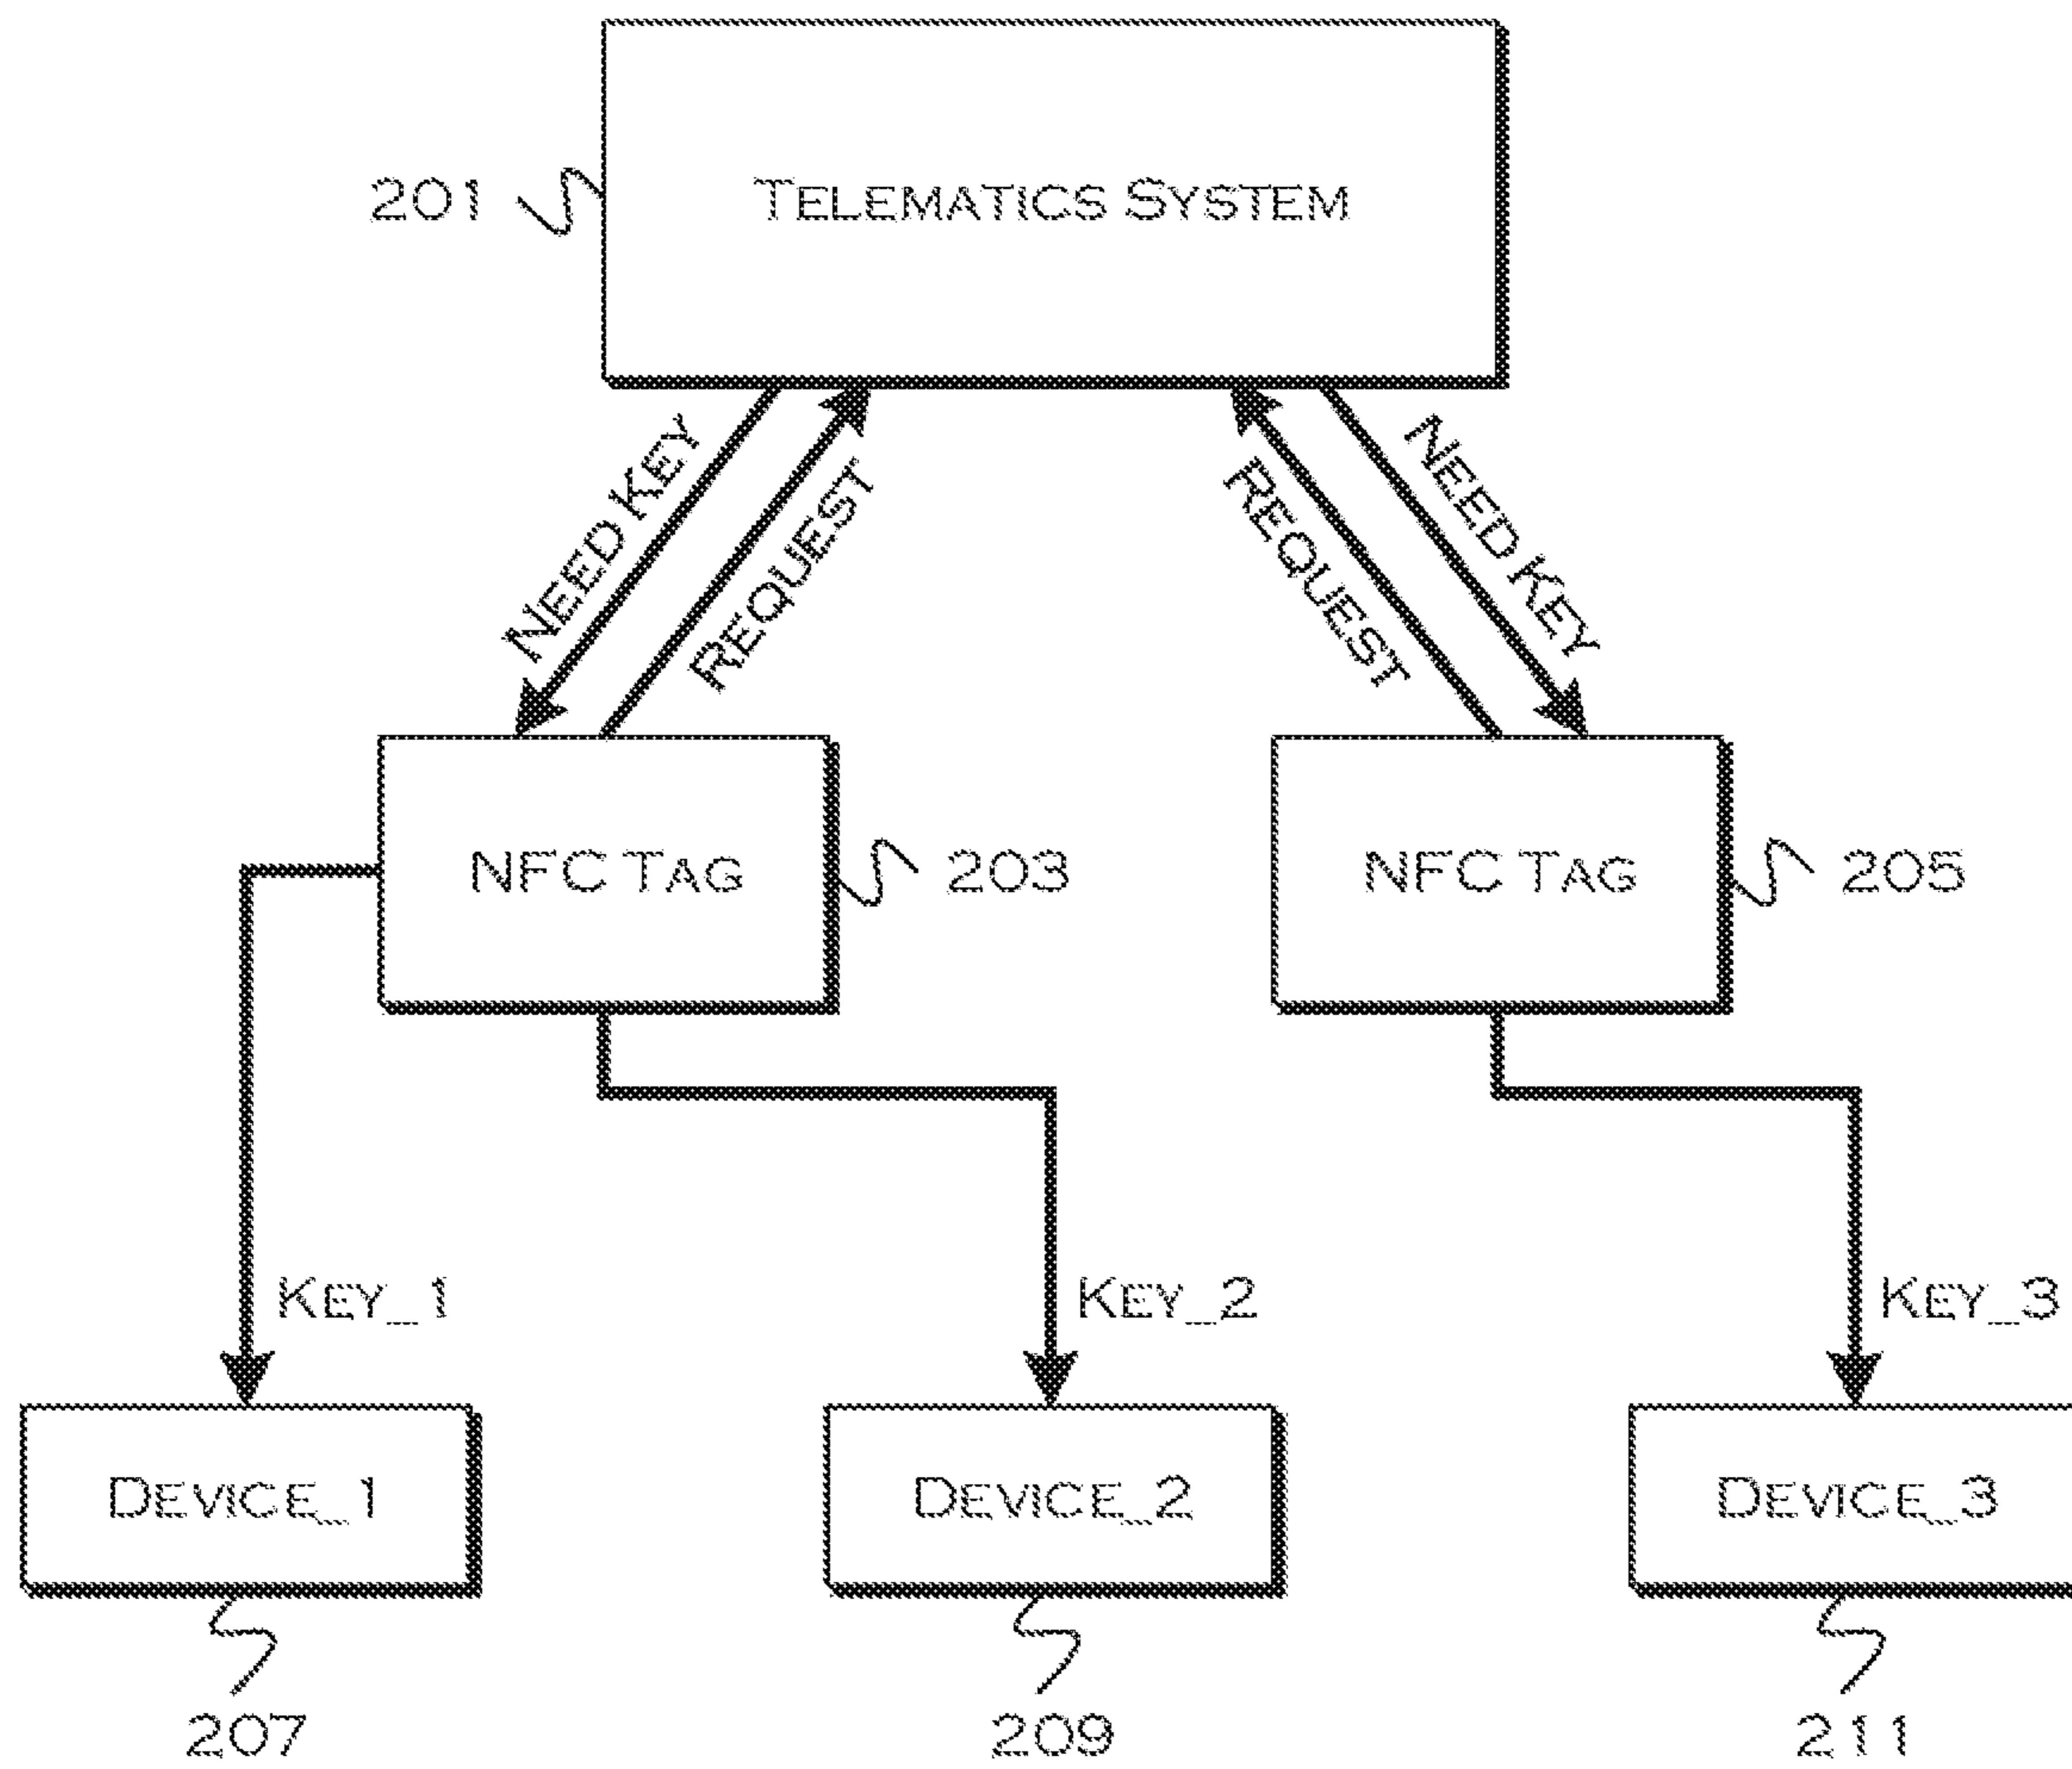 201
TELEMATICS SYSTEM
NEED KEY
REQUEST
REQUEST
NEED KEY
NFC TAG
203
NFC TAG
205
KEY_1
KEY_2
KEY_3
DEVICE_1
DEVICE_2
DEVICE_3
207
209
211